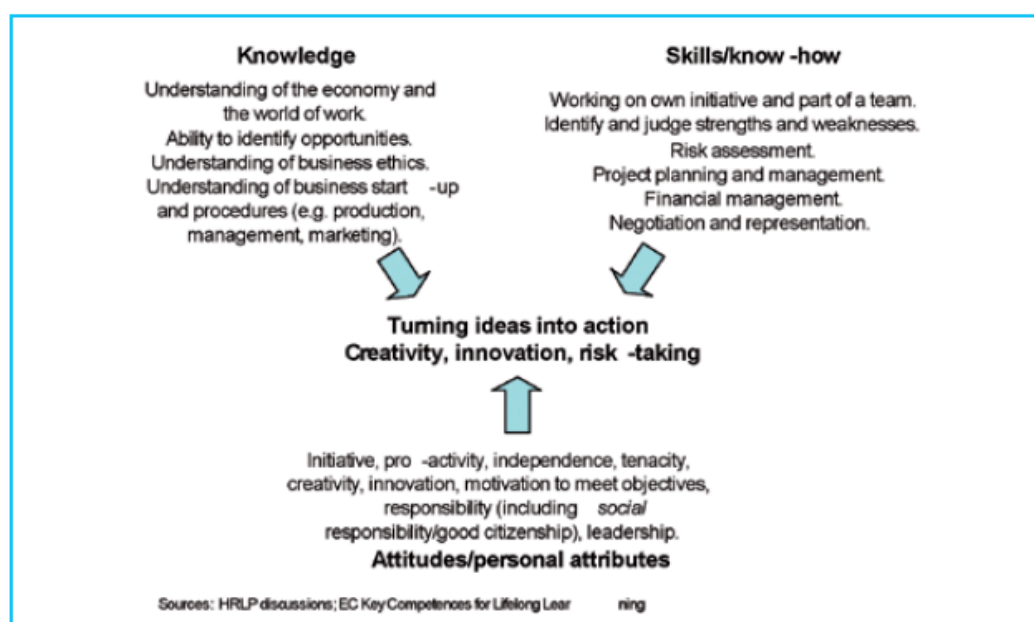 Knowledge
Understanding of the economy and
the world of work.
Ability to identify opportunities.
Understanding of business ethics.
Understanding of business start -up
and procedures (e.g. production,
management, marketing).
Skills/know -how
Working on own initiative and part of a team.
Identify and judge strengths and weaknesses.
Risk assessment.
Project planning and management.
Financial management.
Negotiation and representation.
Turning ideas into action
Creativity, innovation, risk -taking
Initiative, pro -activity, independence, tenacity,
creativity, innovation, motivation to meet objectives,
responsibility (including social
responsibility/good citizenship), leadership.
Attitudes/personal attributes
Sources: HRLP discussions; EC Key Competences for Lifelong Lear ning